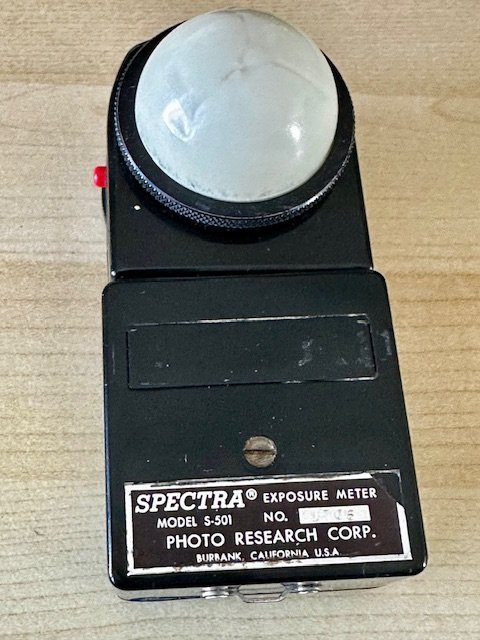 SPECTRA® EXPOSURE METER
MODEL S-501 NO.
PHOTO RESEARCH CORP.
BURBANK, CALIFORNIA U.S.A.